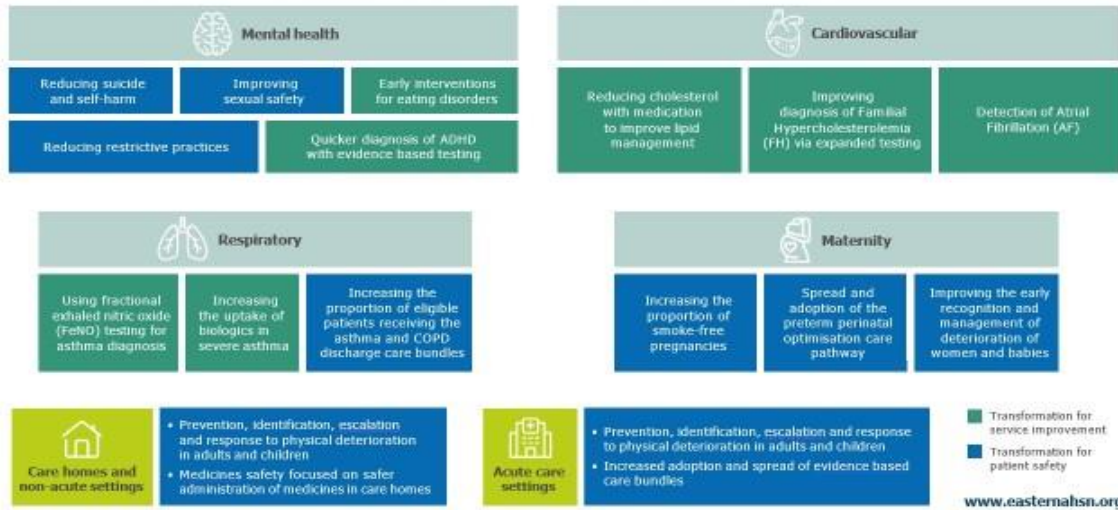 Mental health
Reducing suicide
and self-harm
Improving
sexual safety
Early interventions
for eating disorders
Reducing restrictive practices
Quicker diagnosis of ADHD
with evidence based testing
Cardiovascular
Reducing cholesterol
with medication
to improve lipid
management
Improving
diagnosis of Familial
Hypercholesterolemia
(FH) via expanded testing
Detection of Atrial
Fibrillation (AF)
Respiratory
Using fractional
exhaled nitric oxide
(FeNO) testing for
asthma diagnosis
Increasing
the uptake of
biologics in
severe asthma
Increasing the
proportion of eligible
patients receiving the
asthma and COPD
discharge care bundles
Maternity
Increasing the
proportion of
smoke-free
pregnancies
Spread and
adoption of the
preterm perinatal
optimisation care
pathway
Improving the early
recognition and
management of
deterioration of
women and babies
Care homes and
non-acute settings
• Prevention, identification, escalation
and response to physical deterioration
in adults and children
• Medicines safety focused on safer
administration of medicines in care homes
Acute care
settings
• Prevention, identification, escalation and response
to physical deterioration in adults and children
• Increased adoption and spread of evidence based
care bundles
Transformation for
service improvement
Transformation for
patient safety
www.easternahsn.org